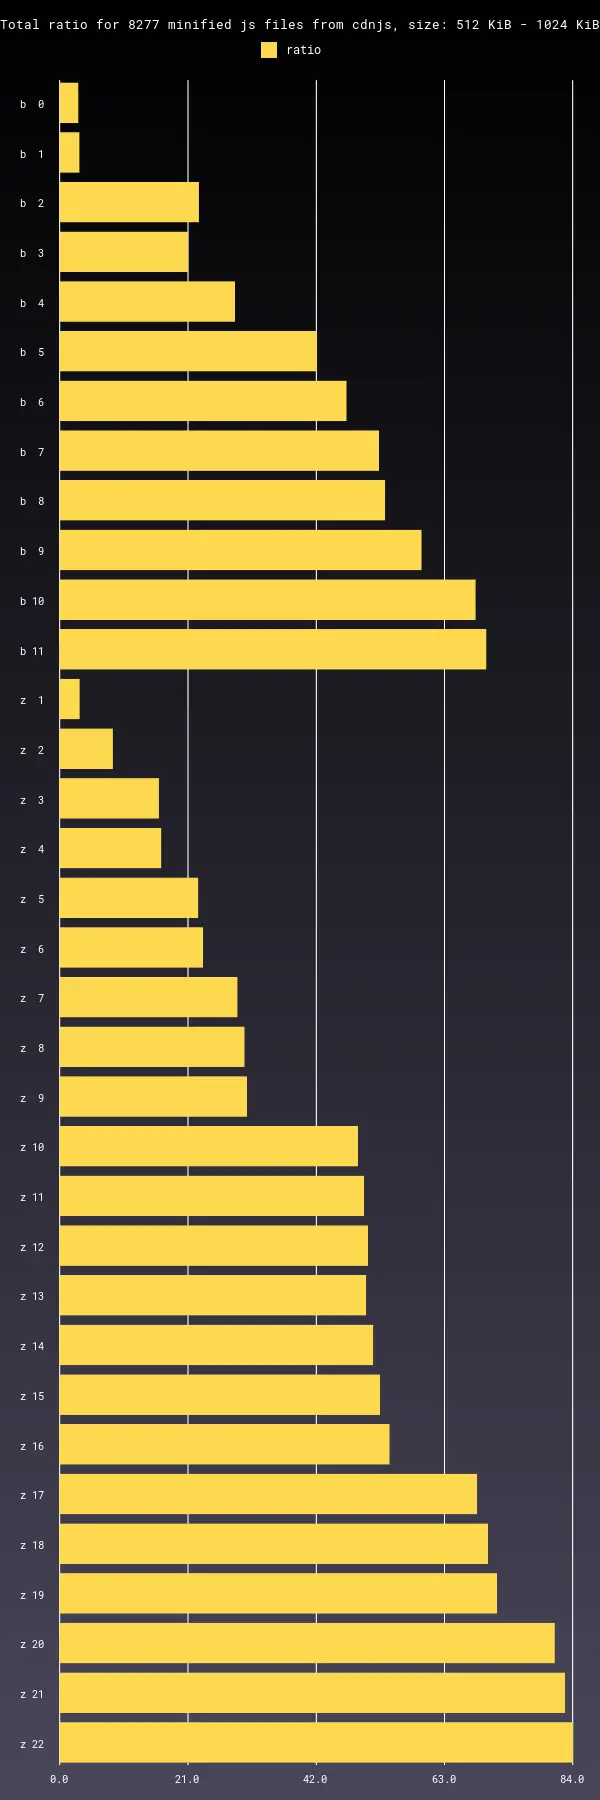 Total ratio for 8277 minified js files from cdnjs, size: 512 KiB - 1024 KiB
ratio
b 0
b 1
b 2
b 3
b 4
b 5
b 6
b 7
b 8
b 9
b 10
b 11
z 1
z 2
z 3
z 4
z 5
z 6
z 7
z 8
z 9
z 10
z 11
z 12
z 13
z 14
z 15
z 16
z 17
z 18
z 19
z 20
z 21
z 22
0.0 21.0 42.0 63.0 84.0